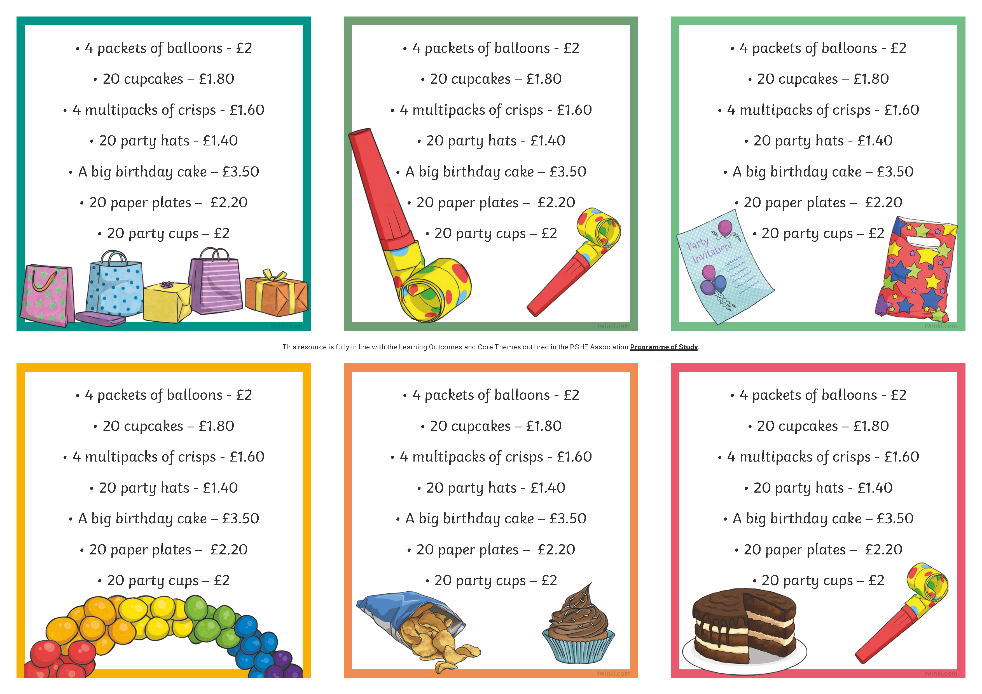 • 4 packets of balloons - £2
• 20 cupcakes – £1.80
• 4 multipacks of crisps - £1.60
• 20 party hats - £1.40
• A big birthday cake – £3.50
• 20 paper plates – £2.20
• 20 party cups – £2
• 4 packets of balloons - £2
• 20 cupcakes – £1.80
• 4 multipacks of crisps - £1.60
• 20 party hats - £1.40
• A big birthday cake – £3.50
• 20 paper plates – £2.20
• 20 party cups – £2
twinkl.com
• 4 packets of balloons - £2
• 20 cupcakes – £1.80
• 4 multipacks of crisps - £1.60
• 20 party hats - £1.40
• A big birthday cake – £3.50
• 20 paper plates – £2.20
• 20 party cups – £2
Party
Invitation!
twinkl.com
This resource is fully in line with the Learning Outcomes and Core Themes outlined in the PSHE Association Programme of Study.
• 4 packets of balloons - £2
• 20 cupcakes – £1.80
• 4 multipacks of crisps - £1.60
• 20 party hats - £1.40
• A big birthday cake – £3.50
• 20 paper plates – £2.20
• 20 party cups – £2
• 4 packets of balloons - £2
• 20 cupcakes – £1.80
• 4 multipacks of crisps - £1.60
• 20 party hats - £1.40
• A big birthday cake – £3.50
• 20 paper plates – £2.20
• 20 party cups – £2
twinkl.com
• 4 packets of balloons - £2
• 20 cupcakes – £1.80
• 4 multipacks of crisps - £1.60
• 20 party hats - £1.40
• A big birthday cake – £3.50
• 20 paper plates – £2.20
• 20 party cups – £2
twinkl.com